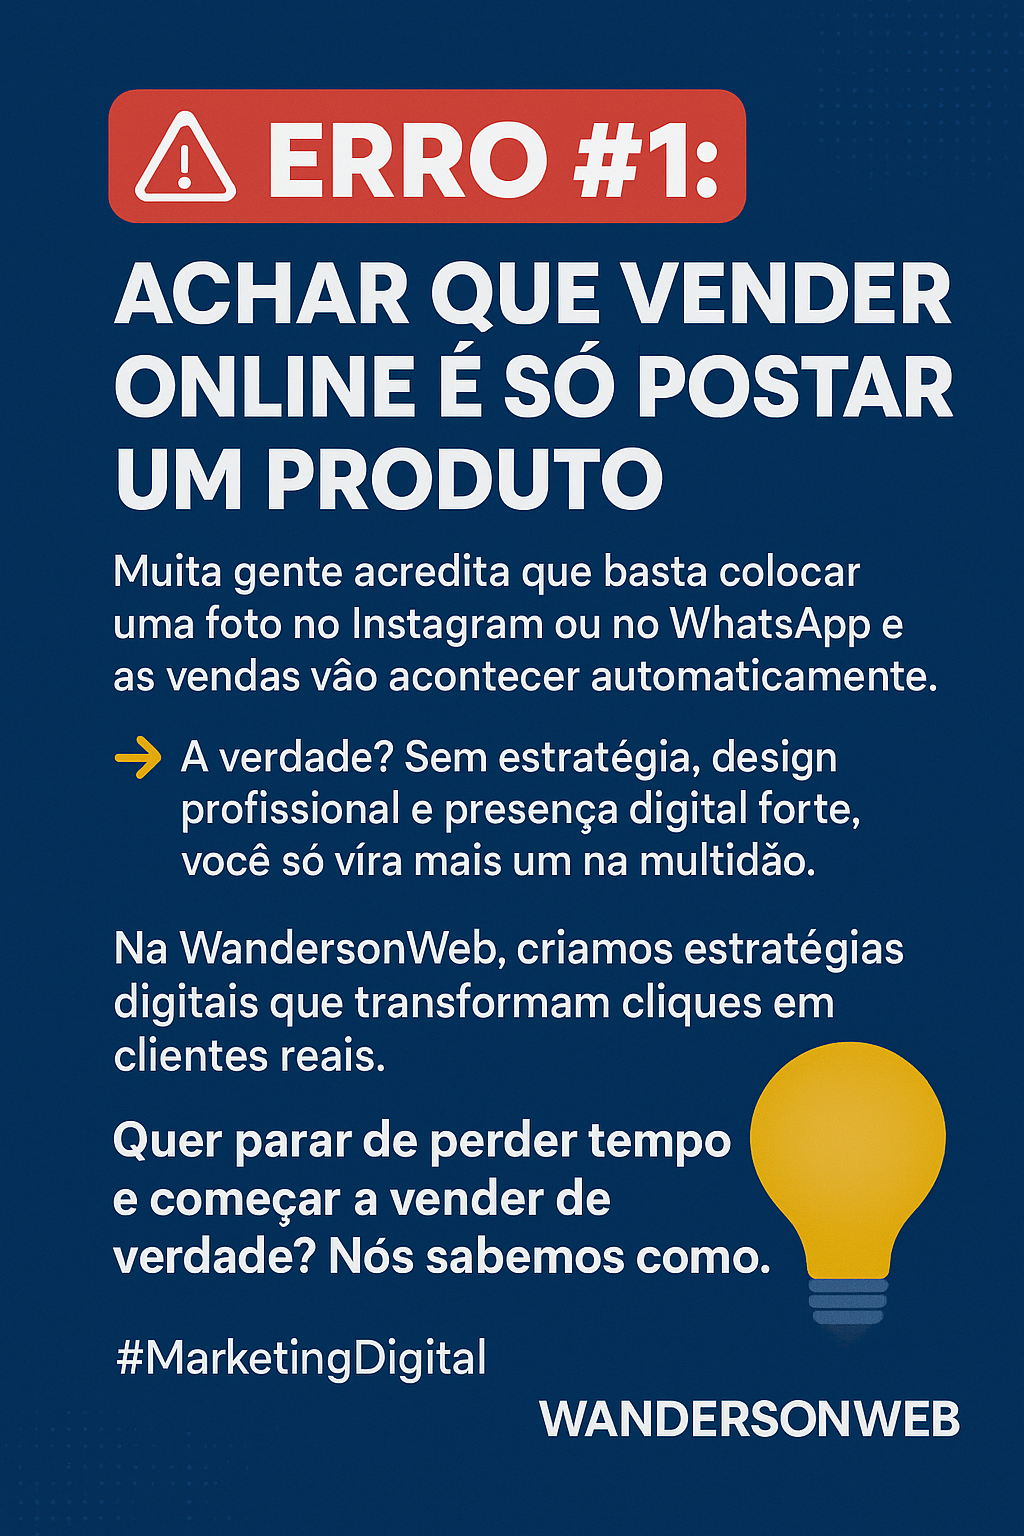 ERRO #1:
ACHAR QUE VENDER
ONLINE É SÓ POSTAR
UM PRODUTO
Muita gente acredita que basta colocar
uma foto no Instagram ou no WhatsApp e
as vendas vâo acontecer automaticamente.
→ A verdade? Sem estratégia, design
profissional e presença digital forte,
você só víra mais um na multidǎo.
Na WandersonWeb, criamos estratégias
digitais que transformam cliques em
clientes reais.
Quer parar de perder tempo
e começar a vender de
verdade? Nós sabemos como.
#MarketingDigital
WANDERSONWEB